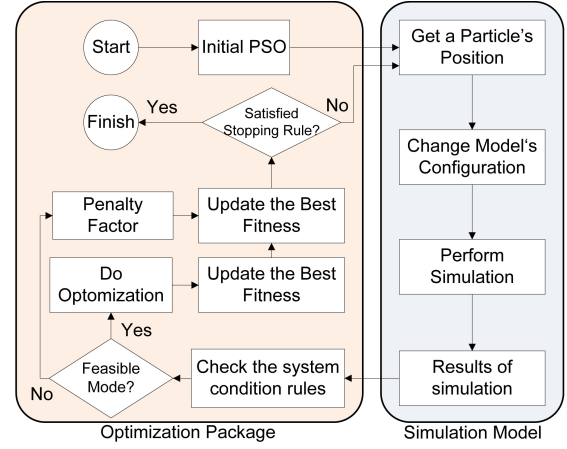 Start
Initial PSO
Get a Particle's
Position
Finish
Yes
Satisfied
Stopping Rule?
No
Change Model's
Configuration
Penalty
Factor
Update the Best
Fitness
Perform
Simulation
Do
Optomization
Update the Best
Fitness
Yes
Feasible
Mode?
No
Check the system
condition rules
Results of
simulation
Optimization Package
Simulation Model